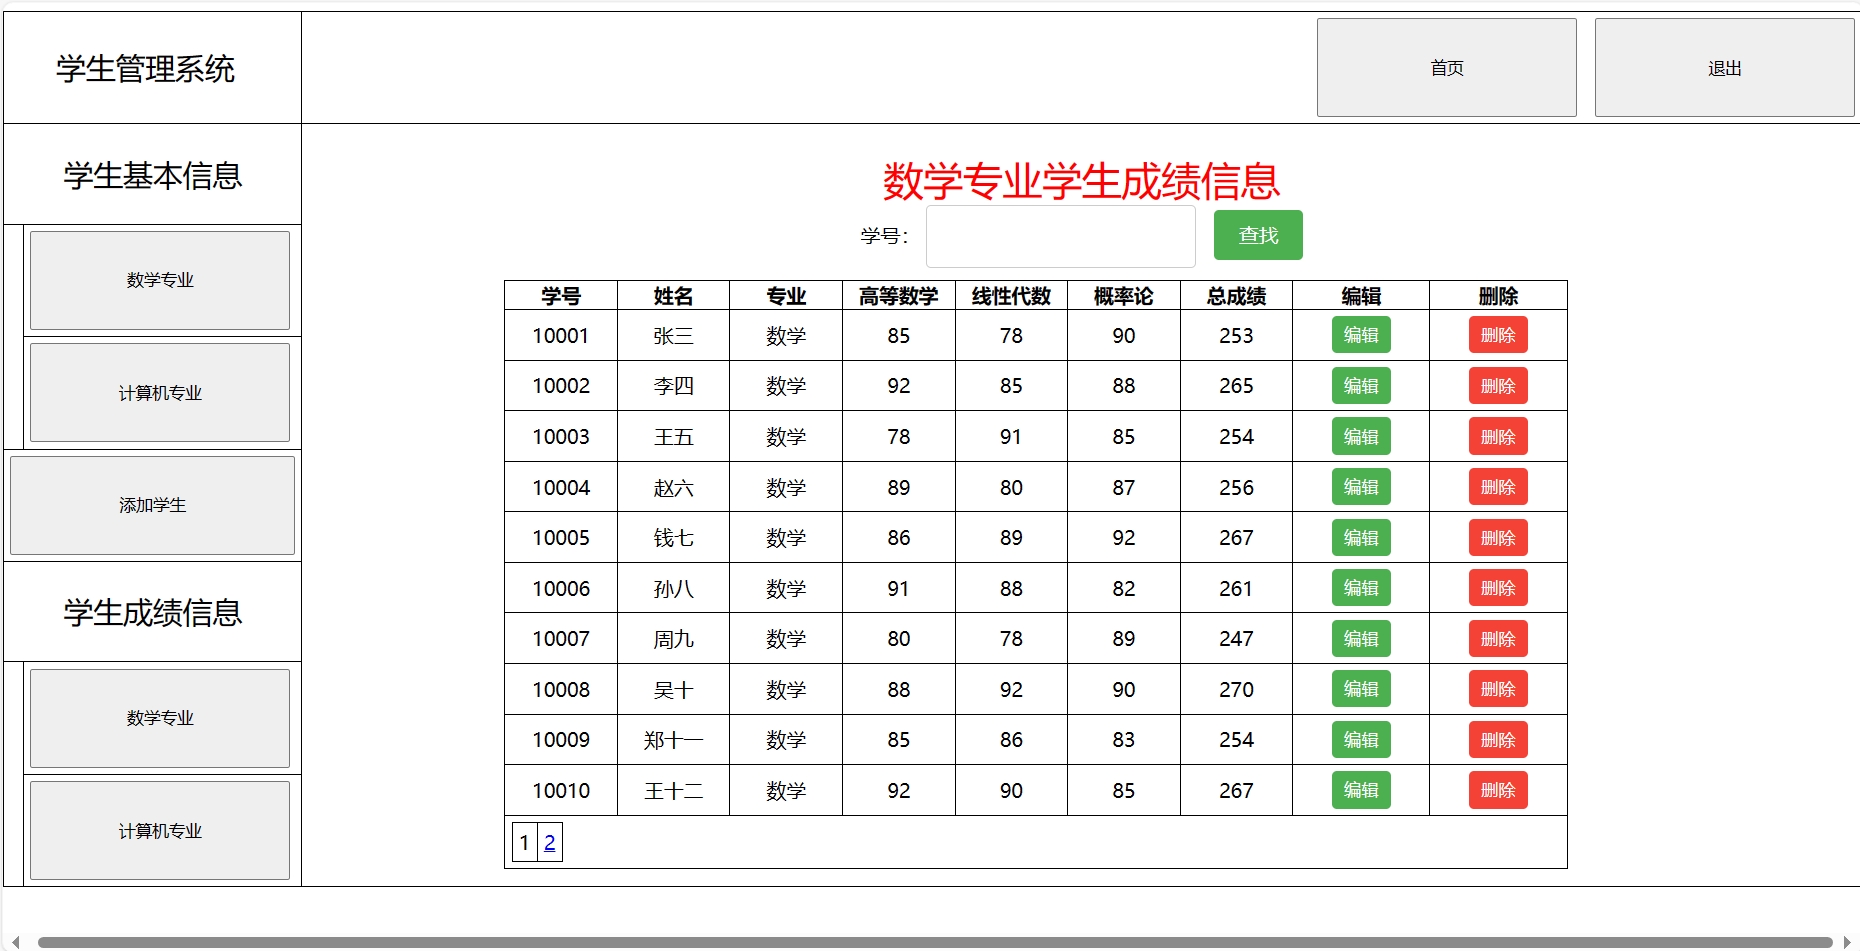 学生管理系统
首页 退出
学生基本信息
数学专业
计算机专业
添加学生
学生成绩信息
数学专业
计算机专业
数学专业学生成绩信息
学号： 查找
学号 姓名 专业 高等数学 线性代数 概率论 总成绩 编辑 删除
10001 张三 数学 85 78 90 253 编辑 删除
10002 李四 数学 92 85 88 265 编辑 删除
10003 王五 数学 78 91 85 254 编辑 删除
10004 赵六 数学 89 80 87 256 编辑 删除
10005 钱七 数学 86 89 92 267 编辑 删除
10006 孙八 数学 91 88 82 261 编辑 删除
10007 周九 数学 80 78 89 247 编辑 删除
10008 吴十 数学 88 92 90 270 编辑 删除
10009 郑十一 数学 85 86 83 254 编辑 删除
10010 王十二 数学 92 90 85 267 编辑 删除
1 2